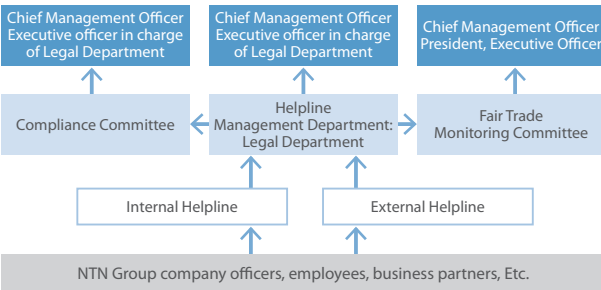 Chief Management Officer
Executive officer in charge
of Legal Department
Chief Management Officer
Executive officer in charge
of Legal Department
Chief Management Officer
President, Executive Officer
Compliance Committee
Helpline
Management Department:
Legal Department
Fair Trade
Monitoring Committee
Internal Helpline
External Helpline
NTN Group company officers, employees, business partners, Etc.